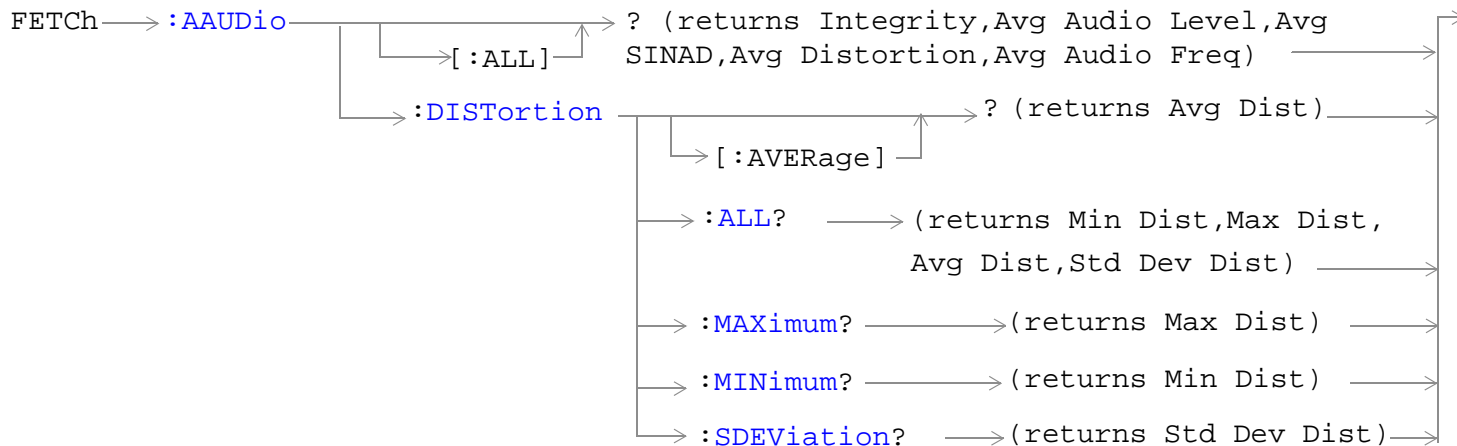 FETCh :AAUDio ? (returns Integrity,Avg Audio Level,Avg
[:ALL] SINAD,Avg Distortion,Avg Audio Freq)
:DISTortion ? (returns Avg Dist)
[:AVERage]
:ALL? (returns Min Dist,Max Dist,
Avg Dist,Std Dev Dist)
:MAXimum? (returns Max Dist)
:MINimum? (returns Min Dist)
:SDEViation? (returns Std Dev Dist)